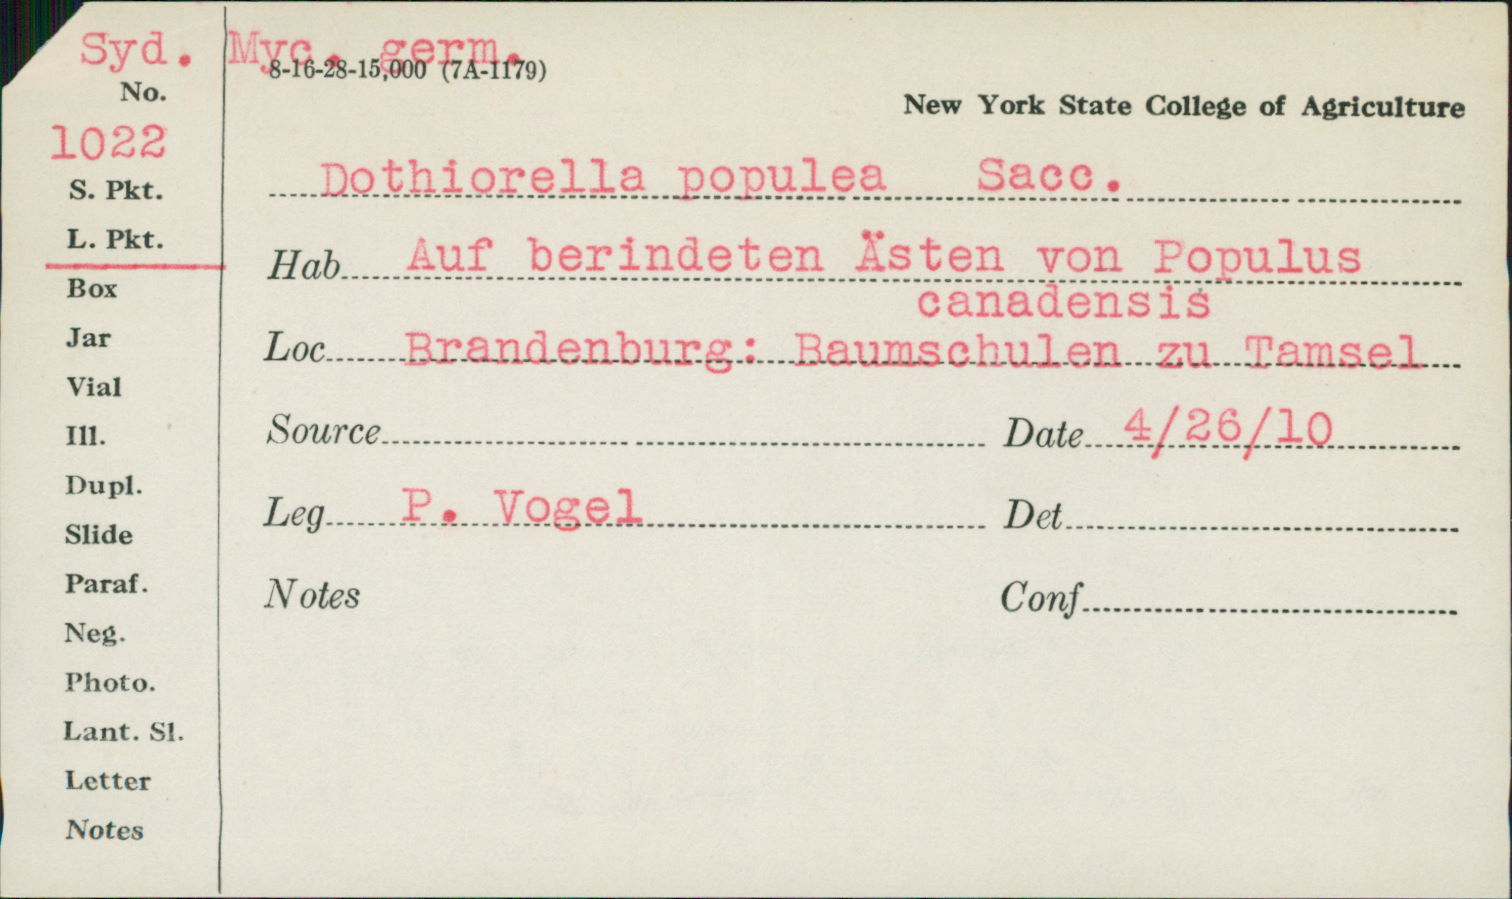 Syd. Myc. germ.
8-16-28-15,000 (7A-1179)
No.
New York State College of Agriculture
1022
Dothiorella populea Sacc.
S. Pkt.
L. Pkt.
Hab. Auf berindeten Ästen von Populus
canadensis
Box
Jar
Loc. Brandenburg: Baumschulen zu Tamsel
Vial
Ill.
Source Date 4/26/10
Dupl.
Leg. P. Vogel Det.
Slide
Paraf.
Notes Conf.
Neg.
Photo.
Lant. Sl.
Letter
Notes